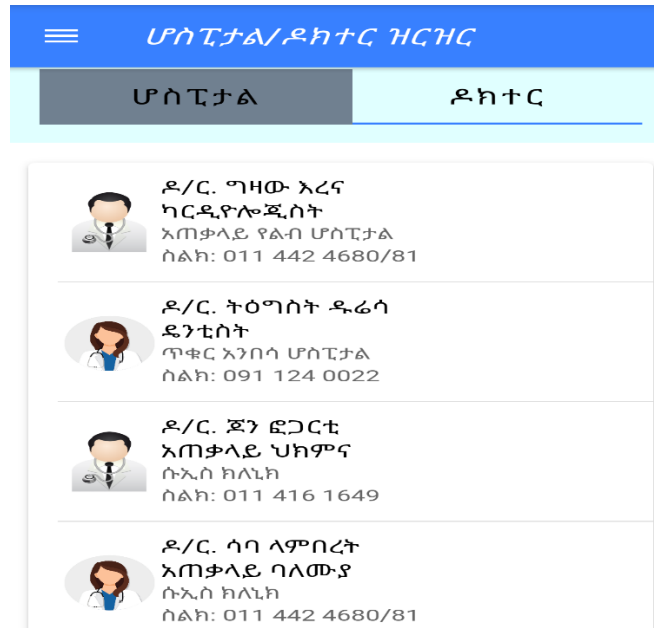 ሆስፒታል/ዶክተር ዝርዝር
ሆስፒታል ዶክተር
ዶ/ር. ግዛው እረና
ካርዲዮሎጂስት
አጠቃላይ የልብ ሆስፒታል
ስልክ: 011 442 4680/81
ዶ/ር. ትዕግስት ዱሬሳ
ዴንቲስት
ጥቁር አንበሳ ሆስፒታል
ስልክ: 091 124 0022
ዶ/ር. ጆን ፎጋርቲ
አጠቃላይ ህክምና
ሱኢስ ክሊኒክ
ስልክ: 011 416 1649
ዶ/ር. ሳባ ላምበረት
አጠቃላይ ባለሙያ
ሱኢስ ክሊኒክ
ስልክ: 011 442 4680/81